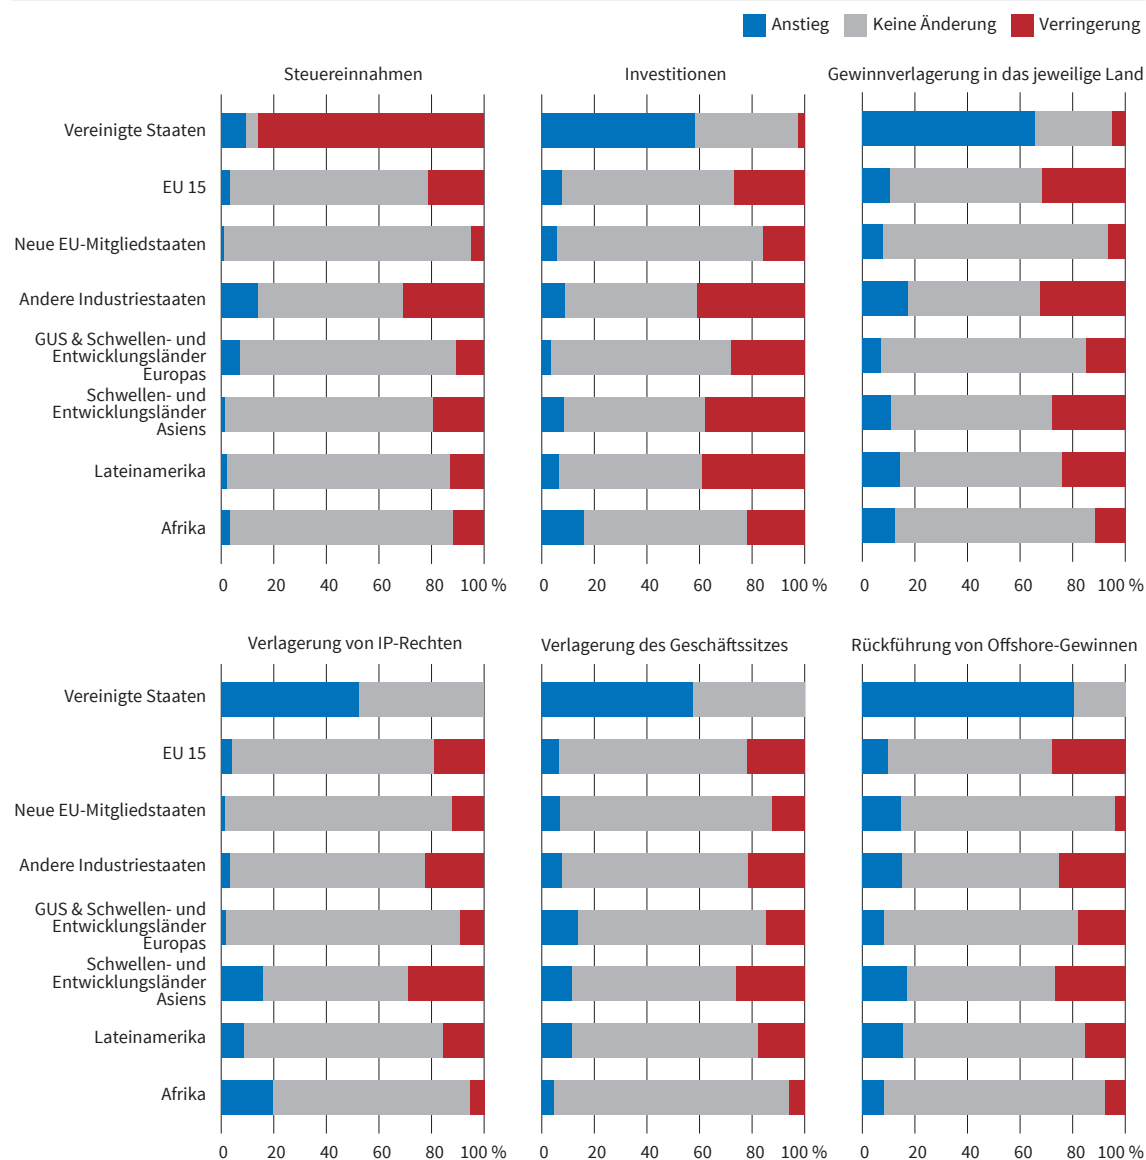 Anstieg Keine Änderung Verringerung
Steuereinnahmen Investitionen Gewinnverlagerung in das jeweilige Land
Vereinigte Staaten
EU 15
Neue EU-Mitgliedstaaten
Andere Industriestaaten
GUS & Schwellen- und
Entwicklungsländer
Europas
Schwellen- und
Entwicklungsländer
Asiens
Lateinamerika
Afrika
0 20 40 60 80 100 % 0 20 40 60 80 100 % 0 20 40 60 80 100 %
Verlagerung von IP-Rechten Verlagerung des Geschäftssitzes Rückführung von Offshore-Gewinnen
Vereinigte Staaten
EU 15
Neue EU-Mitgliedstaaten
Andere Industriestaaten
GUS & Schwellen- und
Entwicklungsländer
Europas
Schwellen- und
Entwicklungsländer
Asiens
Lateinamerika
Afrika
0 20 40 60 80 100 % 0 20 40 60 80 100 % 0 20 40 60 80 100 %